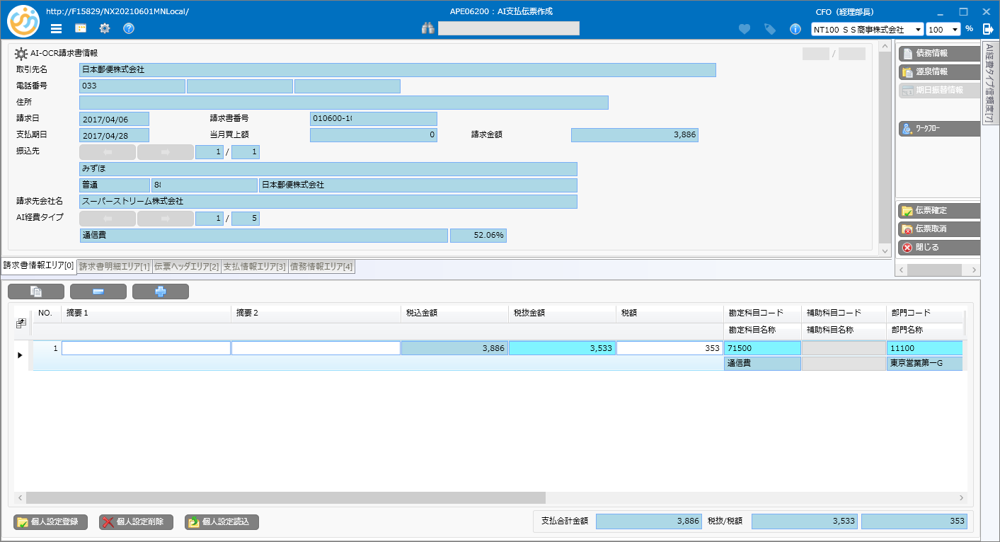 http://F15829/NX20210601MNLocal/
APE06200：AI支払伝票作成
CFO（経理部長）
NT100 ＳＳ商事株式会社
100
%
AI-OCR請求書情報
/
取引先名
日本郵便株式会社
電話番号
033
住所
請求日
2017/04/06
請求書番号
010600-1
支払期日
2017/04/28
当月買上額
0
請求金額
3,886
振込先
1 / 1
みずほ
普通
日本郵便株式会社
請求先会社名
スーパーストリーム株式会社
AI経費タイプ
1 / 5
通信費
52.06%
債務情報
源泉情報
期日振替情報
ﾜｰｸﾌﾛｰ
伝票確定
伝票取消
閉じる
AI経費タイプ信頼度[7]
請求書情報エリア[0]
請求書明細エリア[1]
伝票ヘッダエリア[2]
支払情報エリア[3]
債務情報エリア[4]
NO.
摘要１
摘要２
税込金額
税抜金額
税額
勘定科目コード
補助科目コード
部門コード
勘定科目名称
補助科目名称
部門名称
1
3,886
3,533
353
71500
11100
通信費
東京営業第一G
個人設定登録
個人設定削除
個人設定読込
支払合計金額
3,886
税抜/税額
3,533
353